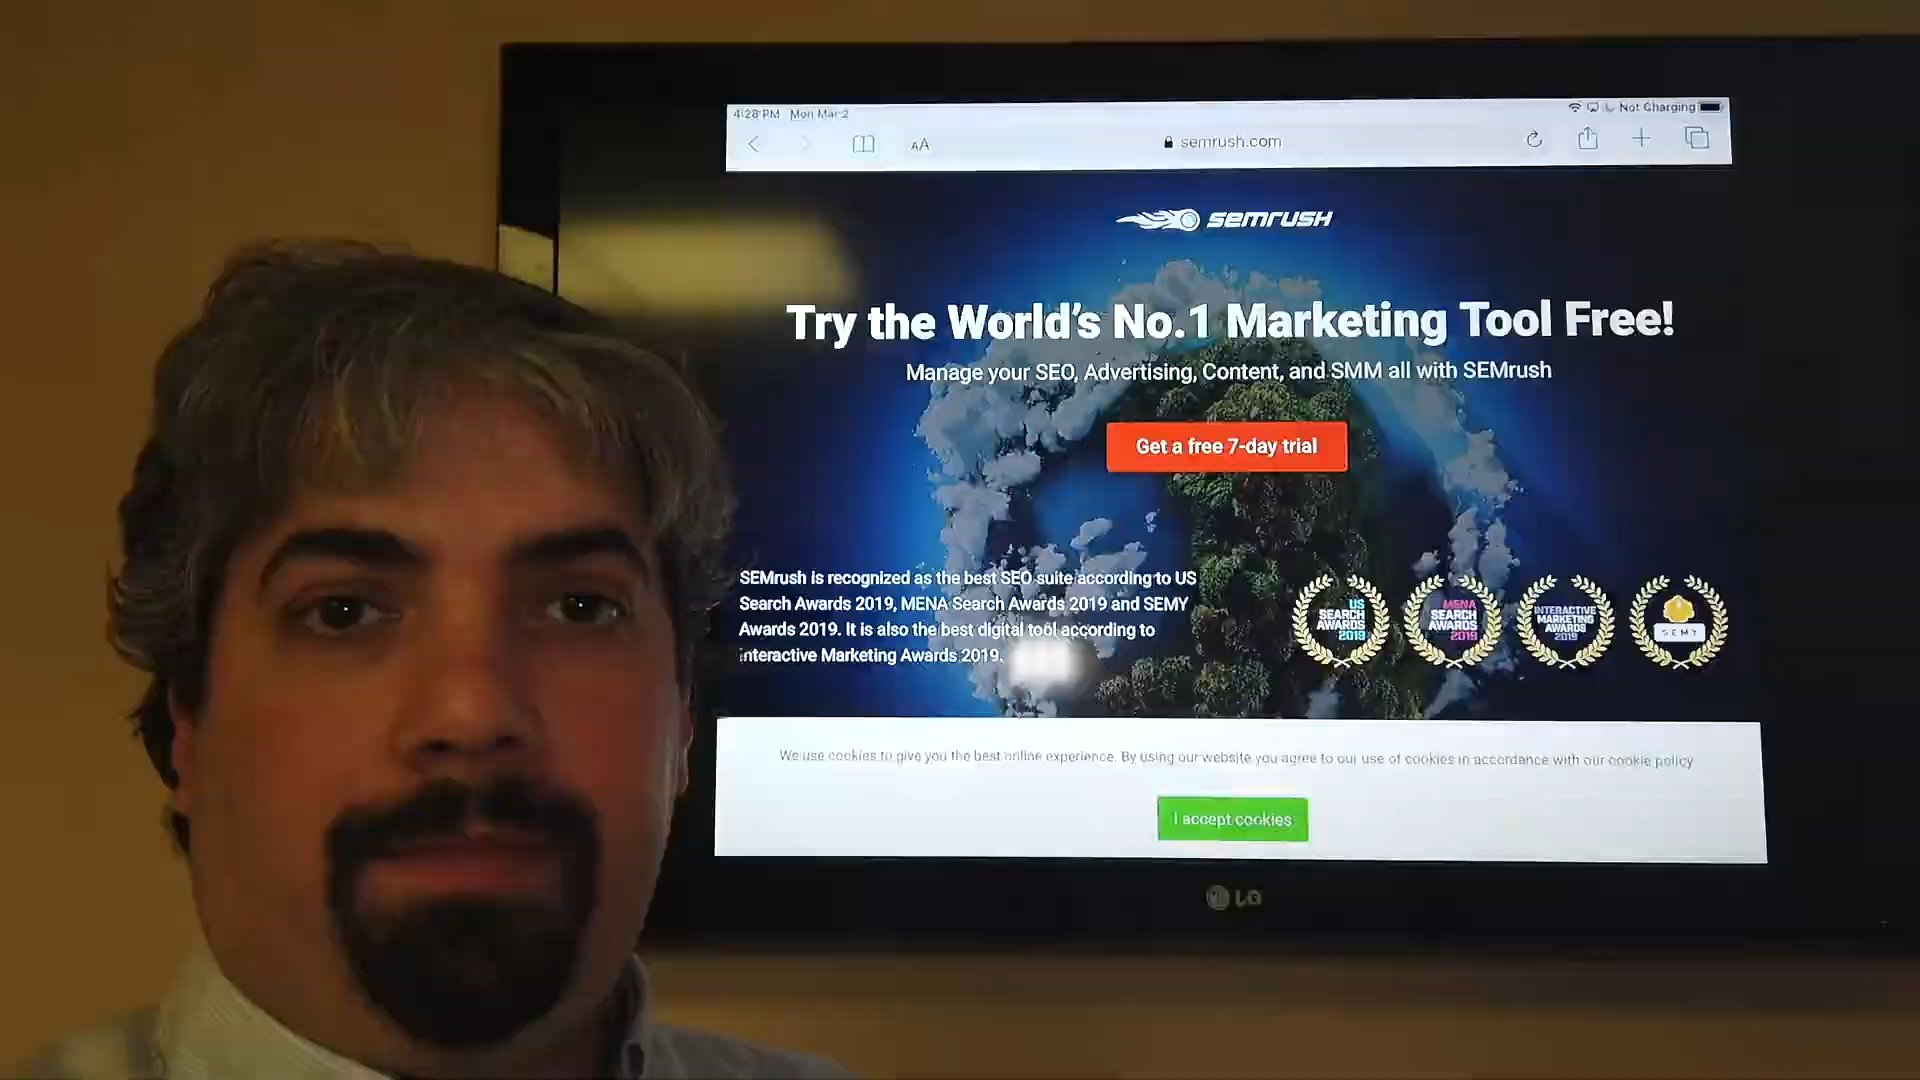 4:28 PM Mon Mar 2
Not Charging
AA
semrush.com
SEMRUSH
Try the World's No.1 Marketing Tool Free!
Manage your SEO, Advertising, Content, and SMM all with SEMrush
Get a free 7-day trial
SEMrush is recognized as the best SEO suite according to US
Search Awards 2019, MENA Search Awards 2019 and SEMY
Awards 2019. It is also the best digital tool according to
Interactive Marketing Awards 2019.
US
SEARCH
AWARDS
2019
MENA
SEARCH
AWARDS
2019
INTERACTIVE
MARKETING
AWARDS
2019
SEMY
We use cookies to give you the best online experience. By using our website you agree to our use of cookies in accordance with our cookie policy
I accept cookies
LG